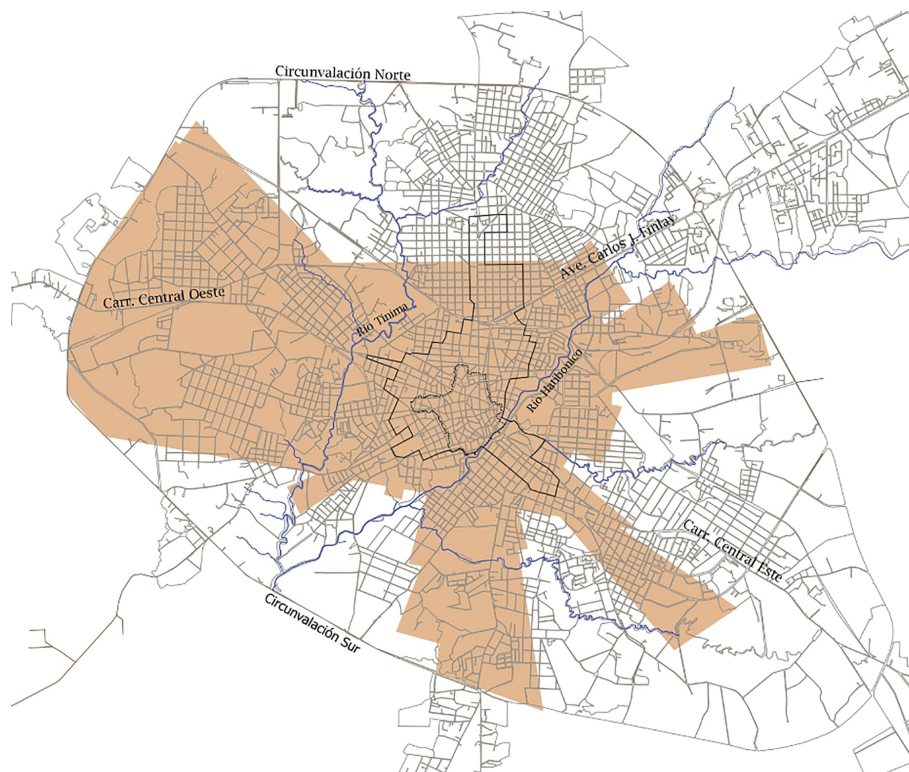 Circunvalación Norte
Ave. Carlos J. Finlay
Carr. Central Oeste
Río Tínima
Río Hatibonico
Carr. Central Este
Circunvalación Sur